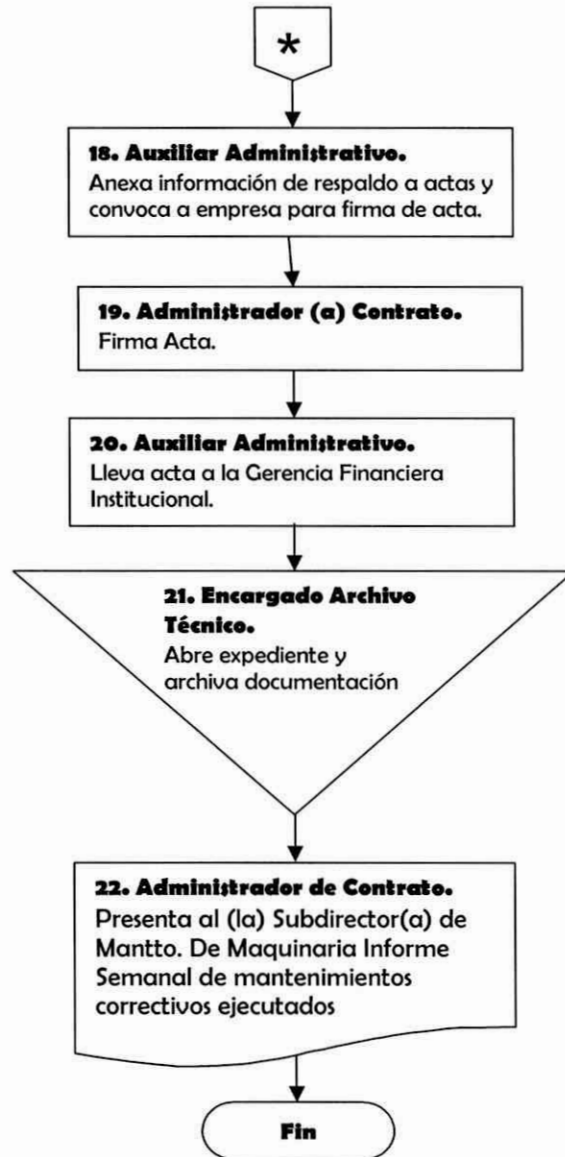 *
18. Auxiliar Administrativo.
Anexa información de respaldo a actas y
convoca a empresa para firma de acta.
19. Administrador (a) Contrato.
Firma Acta.
20. Auxiliar Administrativo.
Lleva acta a la Gerencia Financiera
Institucional.
21. Encargado Archivo
Técnico.
Abre expediente y
archiva documentación
22. Administrador de Contrato.
Presenta al (la) Subdirector(a) de
Mantto. De Maquinaria Informe
Semanal de mantenimientos
correctivos ejecutados
Fin